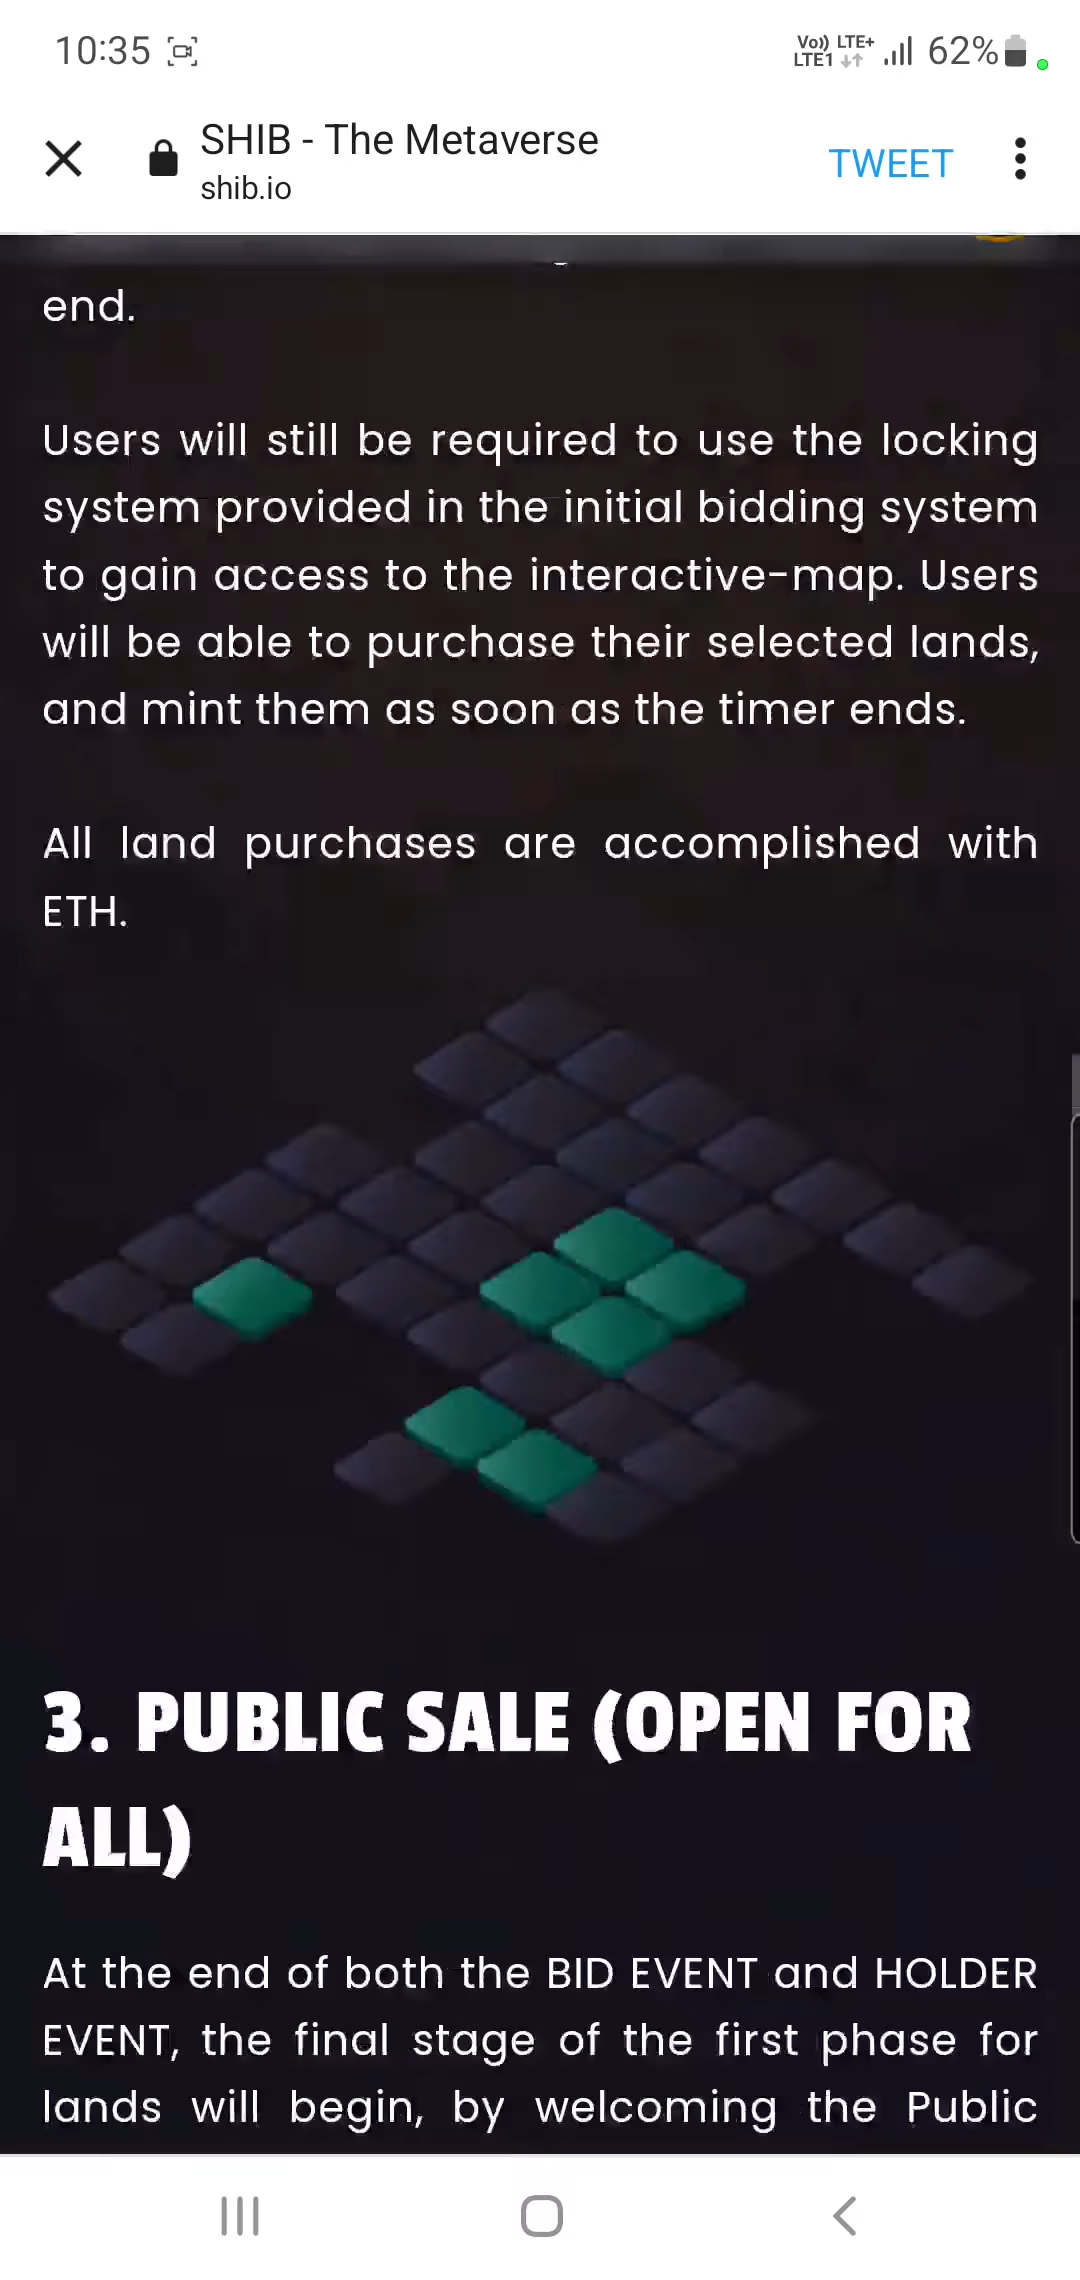 10:35
Vo)) LTE+
LTE1
62%
SHIB - The Metaverse
shib.io
TWEET
end.
Users will still be required to use the locking
system provided in the initial bidding system
to gain access to the interactive-map. Users
will be able to purchase their selected lands,
and mint them as soon as the timer ends.
All land purchases are accomplished with
ETH.
3. PUBLIC SALE (OPEN FOR
ALL)
At the end of both the BID EVENT and HOLDER
EVENT, the final stage of the first phase for
lands will begin, by welcoming the Public